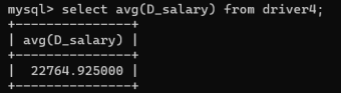 mysql> select avg(D_salary) from driver4;
+---------------+
| avg(D_salary) |
+---------------+
| 22764.925000 |
+---------------+